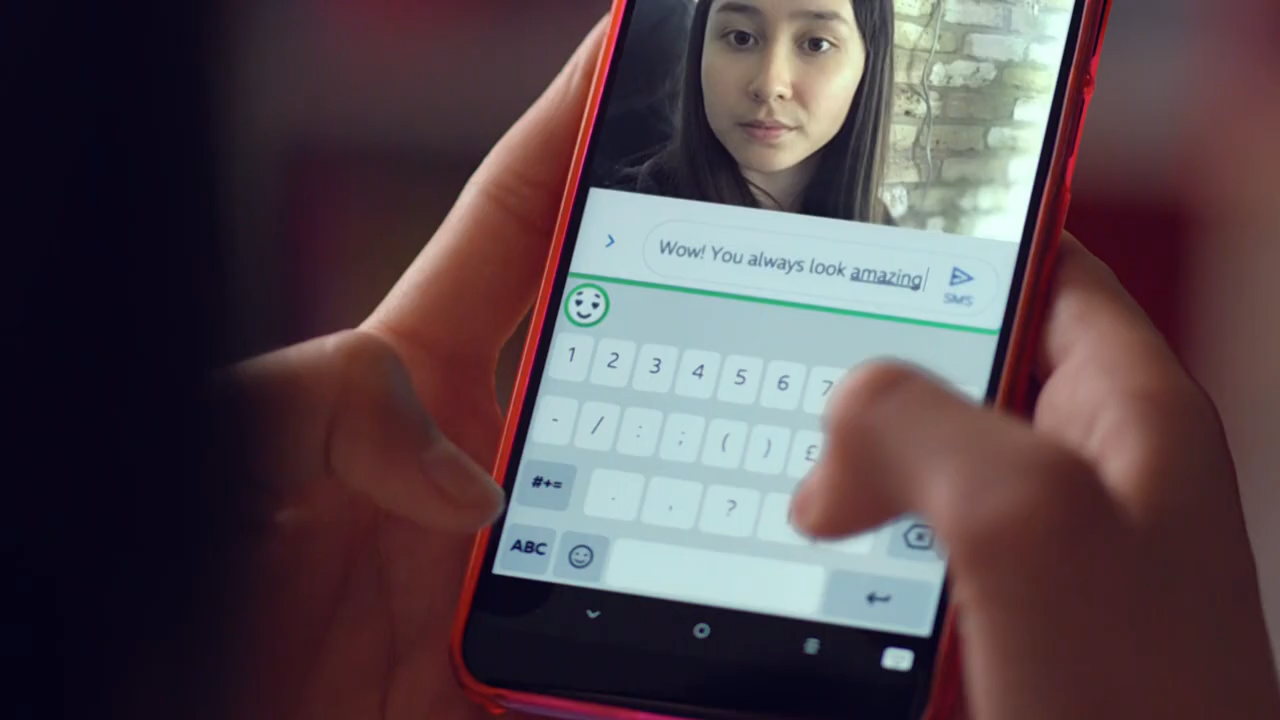 Wow! You always look amazing
SMS
1 2 3 4 5 6 7
- / : ; ( ) £
#+= . , ?
ABC